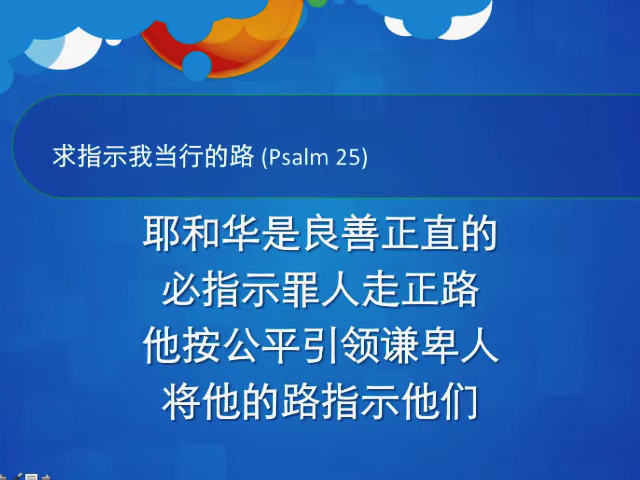 求指示我当行的路 (Psalm 25)
耶和华是良善正直的
必指示罪人走正路
他按公平引领谦卑人
将他的路指示他们